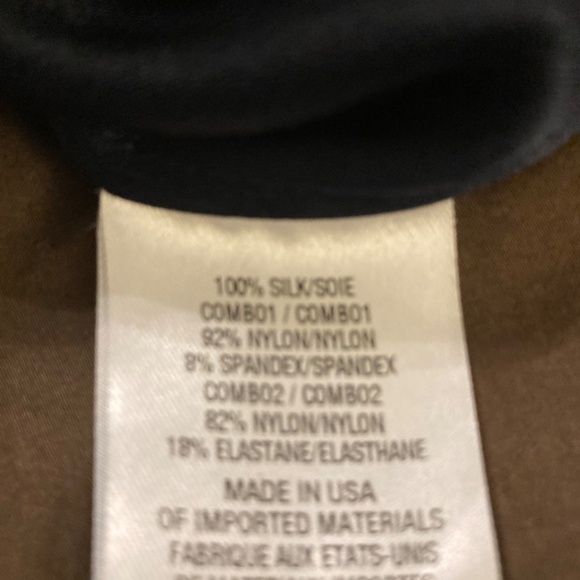 100% SILK/SOIE
COMBO1 / COMBO1
92% NYLON/NYLON
8% SPANDEX/SPANDEX
COMBO2 / COMBO2
82% NYLON/NYLON
18% ELASTANE/ELASTHANE
MADE IN USA
OF IMPORTED MATERIALS
FABRIQUE AUX ETATS-UNIS